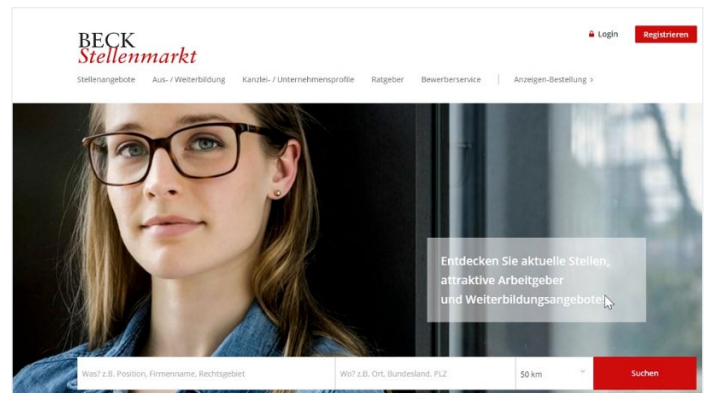 BECK
Stellenmarkt
Login
Registrieren
Stellenangebote Aus- / Weiterbildung Kanzlei- / Unternehmensprofile Ratgeber Bewerberservice | Anzeigen-Bestellung >
Entdecken Sie aktuelle Stellen,
attraktive Arbeitgeber
und Weiterbildungsangebote
Was? z.B. Position, Firmenname, Rechtsgebiet
Wo? z.B. Ort, Bundesland, PLZ
50 km
Suchen